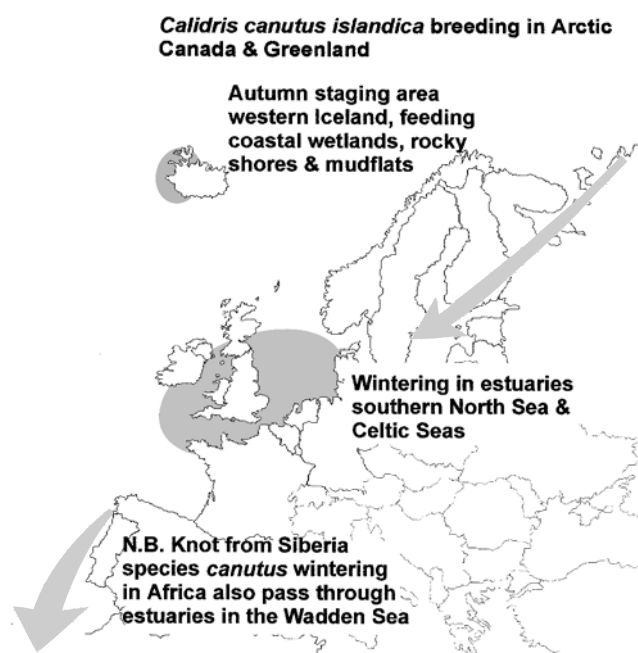 Calidris canutus islandica breeding in Arctic
Canada & Greenland
Autumn staging area
western Iceland, feeding
coastal wetlands, rocky
shores & mudflats
Wintering in estuaries
southern North Sea &
Celtic Seas
N.B. Knot from Siberia
species canutus wintering
in Africa also pass through
estuaries in the Wadden Sea